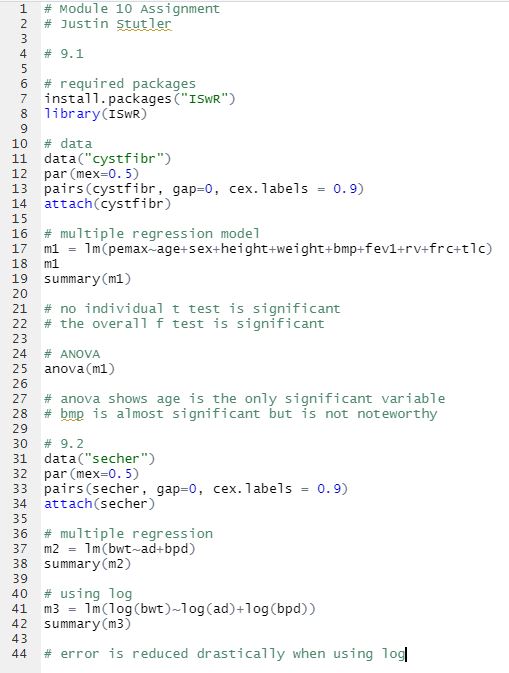 1 # Module 10 Assignment
2 # Justin Stutler
3
4 # 9.1
5
6 # required packages
7 install.packages("ISwR")
8 library(ISwR)
9
10 # data
11 data("cystfibr")
12 par(mex=0.5)
13 pairs(cystfibr, gap=0, cex.labels = 0.9)
14 attach(cystfibr)
15
16 # multiple regression model
17 m1 = lm(pemax~age+sex+height+weight+bmp+fev1+rv+frc+tlc)
18 m1
19 summary(m1)
20
21 # no individual t test is significant
22 # the overall f test is significant
23
24 # ANOVA
25 anova(m1)
26
27 # anova shows age is the only significant variable
28 # bmp is almost significant but is not noteworthy
29
30 # 9.2
31 data("secher")
32 par(mex=0.5)
33 pairs(secher, gap=0, cex.labels = 0.9)
34 attach(secher)
35
36 # multiple regression
37 m2 = lm(bwt~ad+bpd)
38 summary(m2)
39
40 # using log
41 m3 = lm(log(bwt)~log(ad)+log(bpd))
42 summary(m3)
43
44 # error is reduced drastically when using log